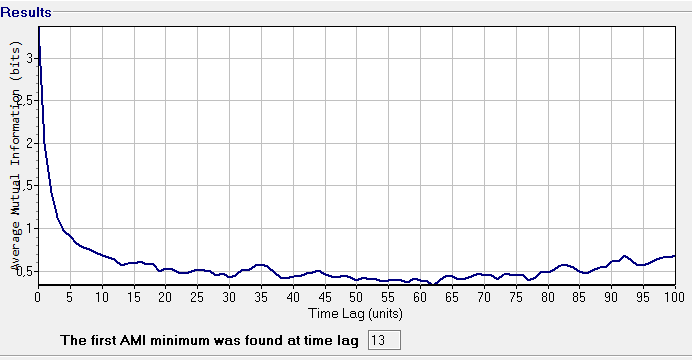 Results
Average Mutual Information (bits)
3
2,5
2
1,5
1
0,5
0 5 10 15 20 25 30 35 40 45 50 55 60 65 70 75 80 85 90 95 100
Time Lag (units)
The first AMI minimum was found at time lag 13